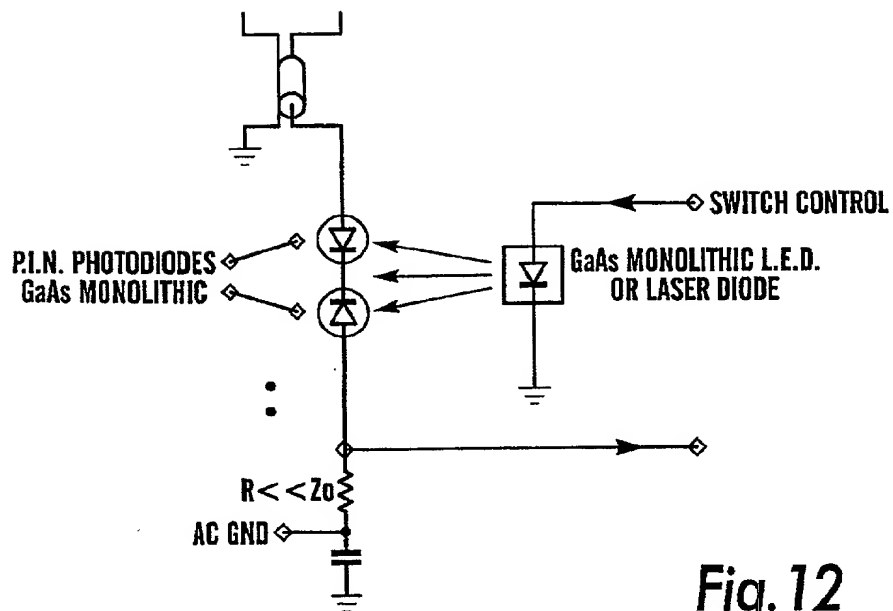 SWITCH CONTROL
P.I.N. PHOTODIODES
GaAs MONOLITHIC
GaAs MONOLITHIC L.E.D.
OR LASER DIODE
R<<Zo
AC GND
Fig. 12